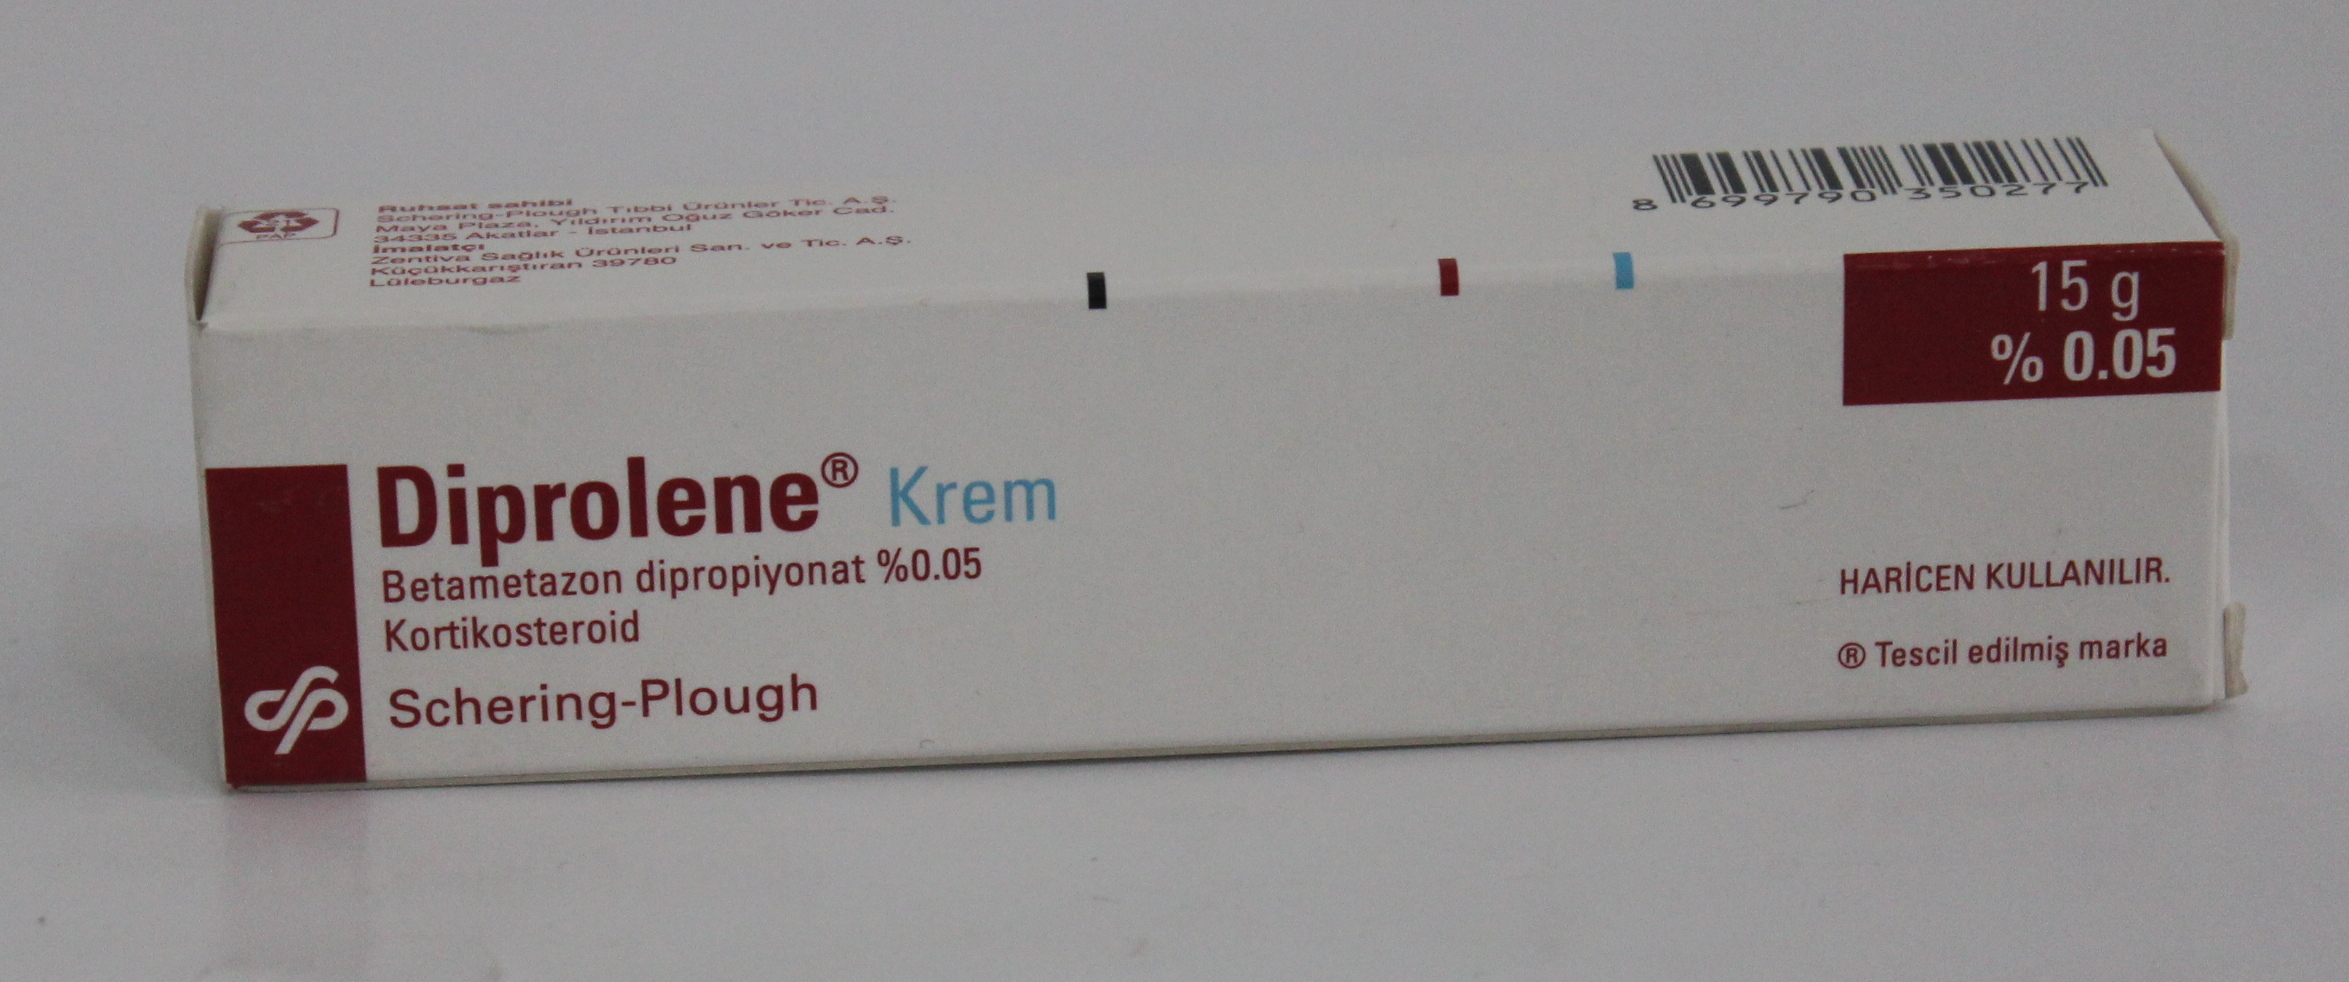 21
PAP
Ruhsat sahibi
Schering-Plough Tıbbi Ürünler Tic. A.Ş.
Maya Plaza, Yıldırım Oğuz Göker Cad.
34335 Akatlar - İstanbul
İmalatçı
Zentiva Sağlık Ürünleri San. ve Tic. A.Ş.
Küçükkarıştıran 39780
Lüleburgaz
8 699790 350277
15 g
% 0.05
Diprolene® Krem
Betametazon dipropiyonat %0.05
Kortikosteroid
Schering-Plough
HARİCEN KULLANILIR.
® Tescil edilmiş marka